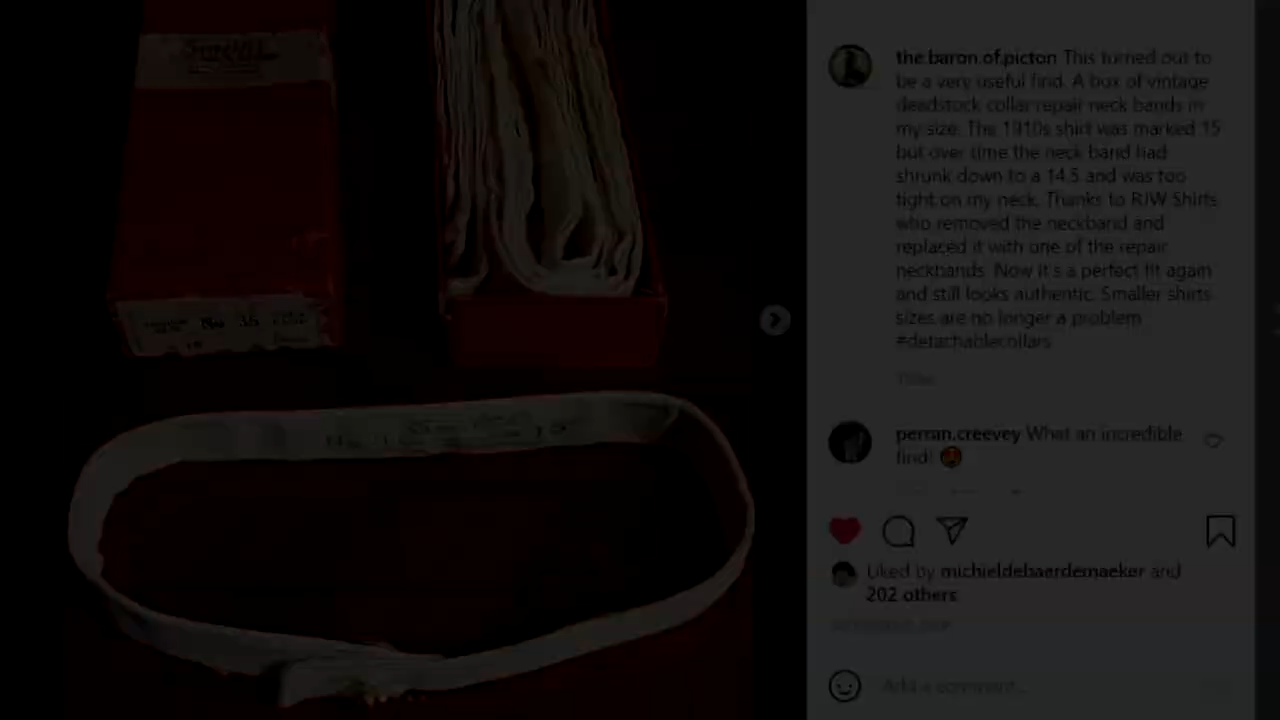 No 35
the.baron.of.picton This turned out to
be a very useful find. A box of vintage
deadstock collar repair neck bands in
my size. The 1910s shirt was marked 15
but over time the neck band had
shrunk down to a 14.5 and was too
tight on my neck. Thanks to RJW Shirts
who removed the neckband and
replaced it with one of the repair
neckbands. Now it's a perfect fit again
and still looks authentic. Smaller shirts
sizes are no longer a problem
#detachablecollars
perran.creevey What an incredible
find! 🤩
Liked by michieldebaerdemaeker and
202 others
Add a comment...